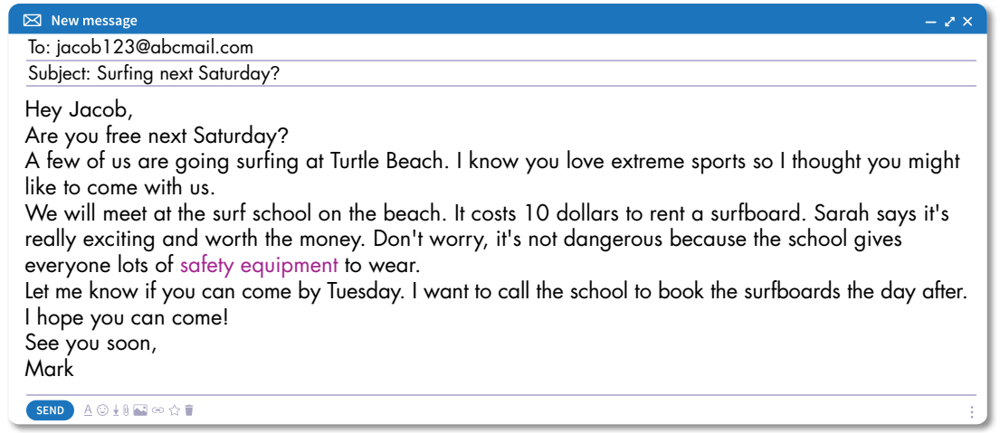 New message
To: jacob123@abcmail.com
Subject: Surfing next Saturday?
Hey Jacob,
Are you free next Saturday?
A few of us are going surfing at Turtle Beach. I know you love extreme sports so I thought you might
like to come with us.
We will meet at the surf school on the beach. It costs 10 dollars to rent a surfboard. Sarah says it's
really exciting and worth the money. Don't worry, it's not dangerous because the school gives
everyone lots of safety equipment to wear.
Let me know if you can come by Tuesday. I want to call the school to book the surfboards the day after.
I hope you can come!
See you soon,
Mark
SEND
A